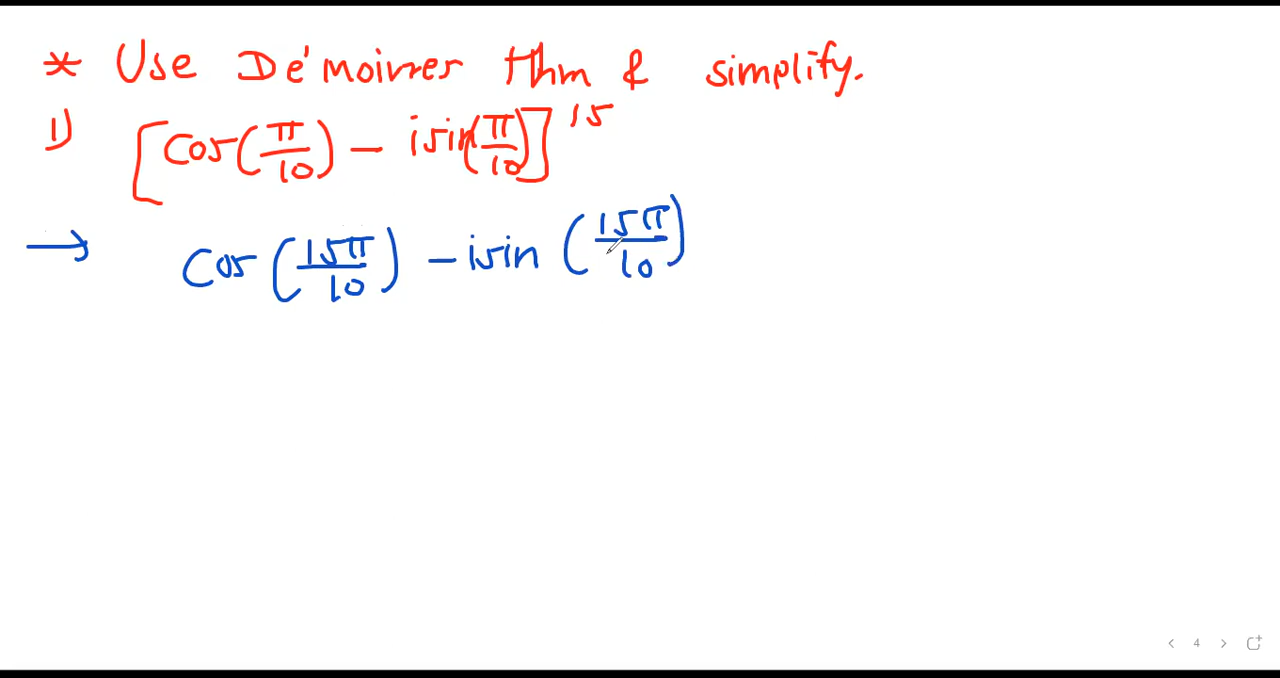 * Use De'moivres thm & simplify.
1) [cos(π/10) - isin(π/10)]^15
→ cos(15π/10) - isin(15π/10)
4